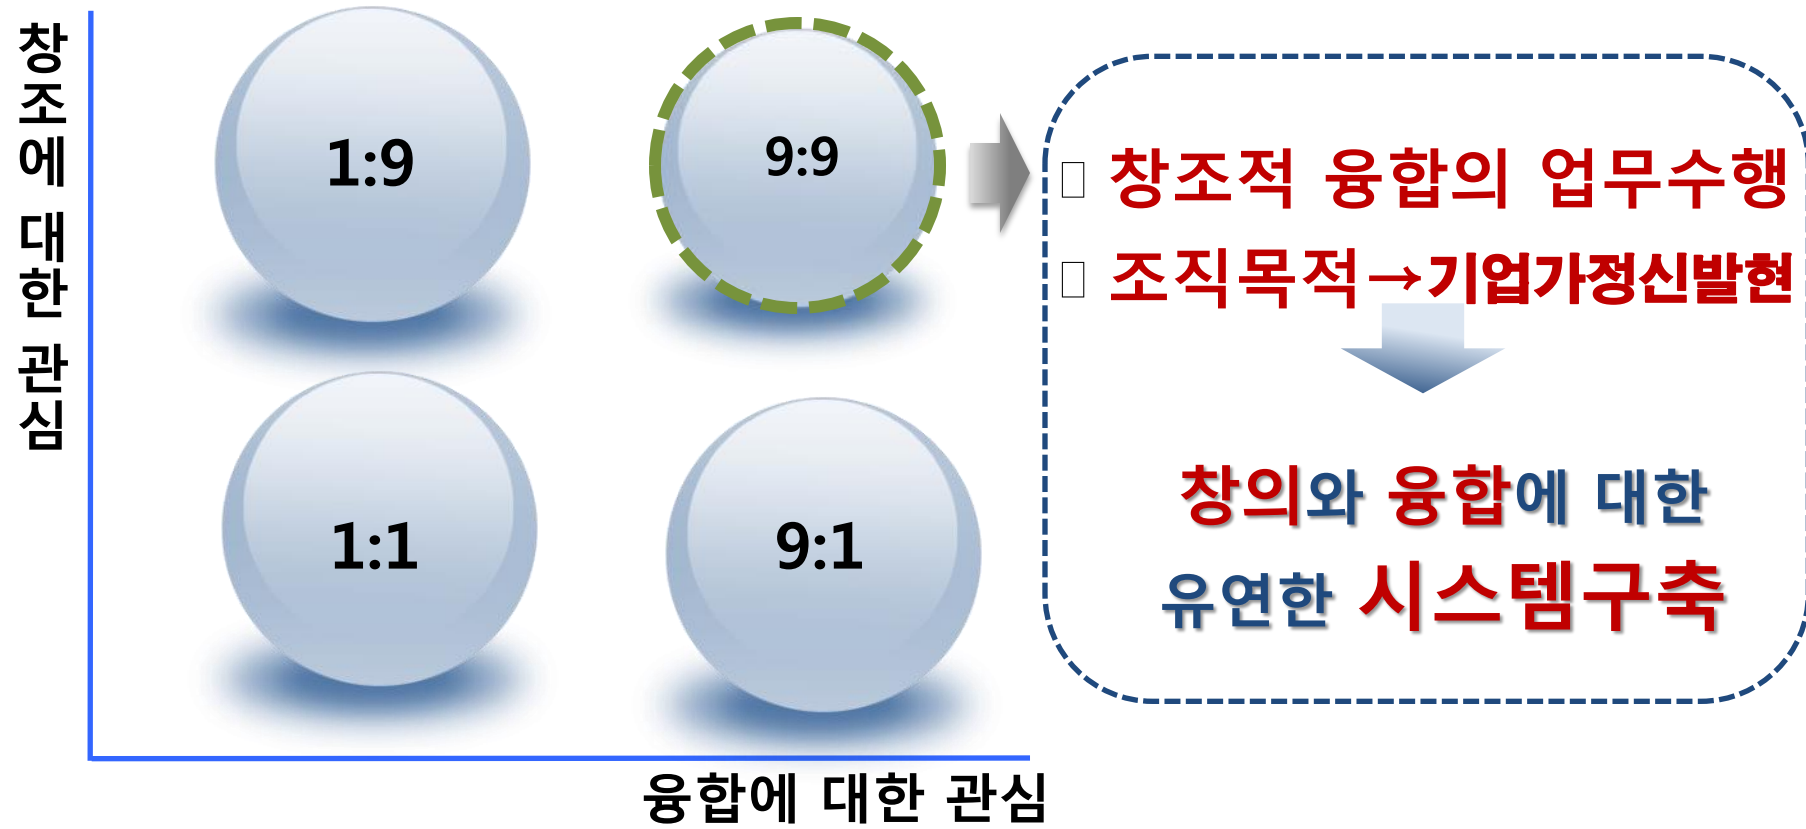 창조에 대한 관심
1:9
9:9
1:1
9:1
융합에 대한 관심
창조적 융합의 업무수행
조직목적→기업가정신발현
창의와 융합에 대한
유연한 시스템구축